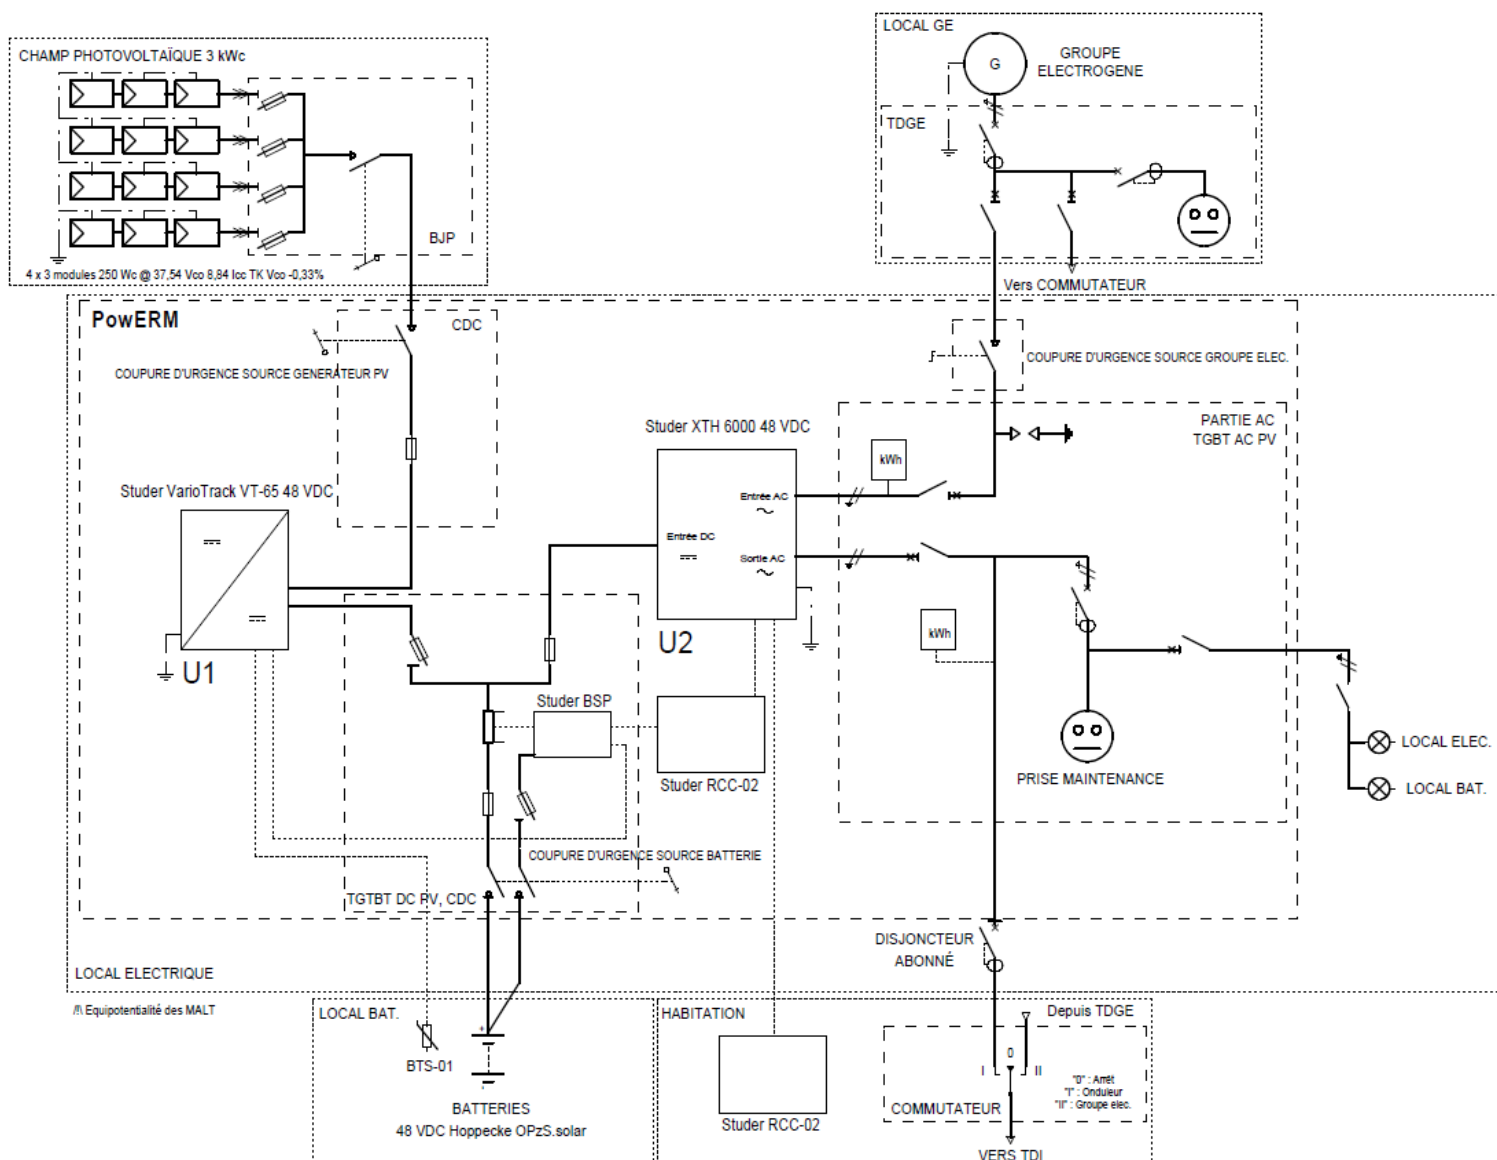 LOCAL GE
CHAMP PHOTOVOLTAÏQUE 3 kWc
GROUPE
ELECTROGENE
G
4
TDGE
BJP
4 x 3 modules 250 Wc @ 37,54 Vco 8,84 Icc TK Vco -0,33%
Vers COMMUTATEUR
PowERM
CDC
COUPURE D'URGENCE SOURCE GENERATEUR PV
COUPURE D'URGENCE SOURCE GROUPE ELEC.
PARTIE AC
TGBT AC PV
Studer XTH 6000 48 VDC
kWh
Studer VarioTrack VT-65 48 VDC
Entrée AC
Entrée DC
Sortie AC
4
kWh
U2
U1
4
Studer BSP
LOCAL ELEC.
PRISE MAINTENANCE
Studer RCC-02
LOCAL BAT.
COUPURE D'URGENCE SOURCE BATTERIE
TGTBT DC PV, CDC
DISJONCTEUR
ABONNÉ
LOCAL ELECTRIQUE
/!\ Equipotentialité des MALT
LOCAL BAT.
HABITATION
Depuis TDGE
+
BTS-01
0
I
II
"0" : Arrêt
"I" : Onduleur
"II" : Groupe elec.
BATTERIES
COMMUTATEUR
48 VDC Hoppecke OPzS.solar
Studer RCC-02
VERS TDI